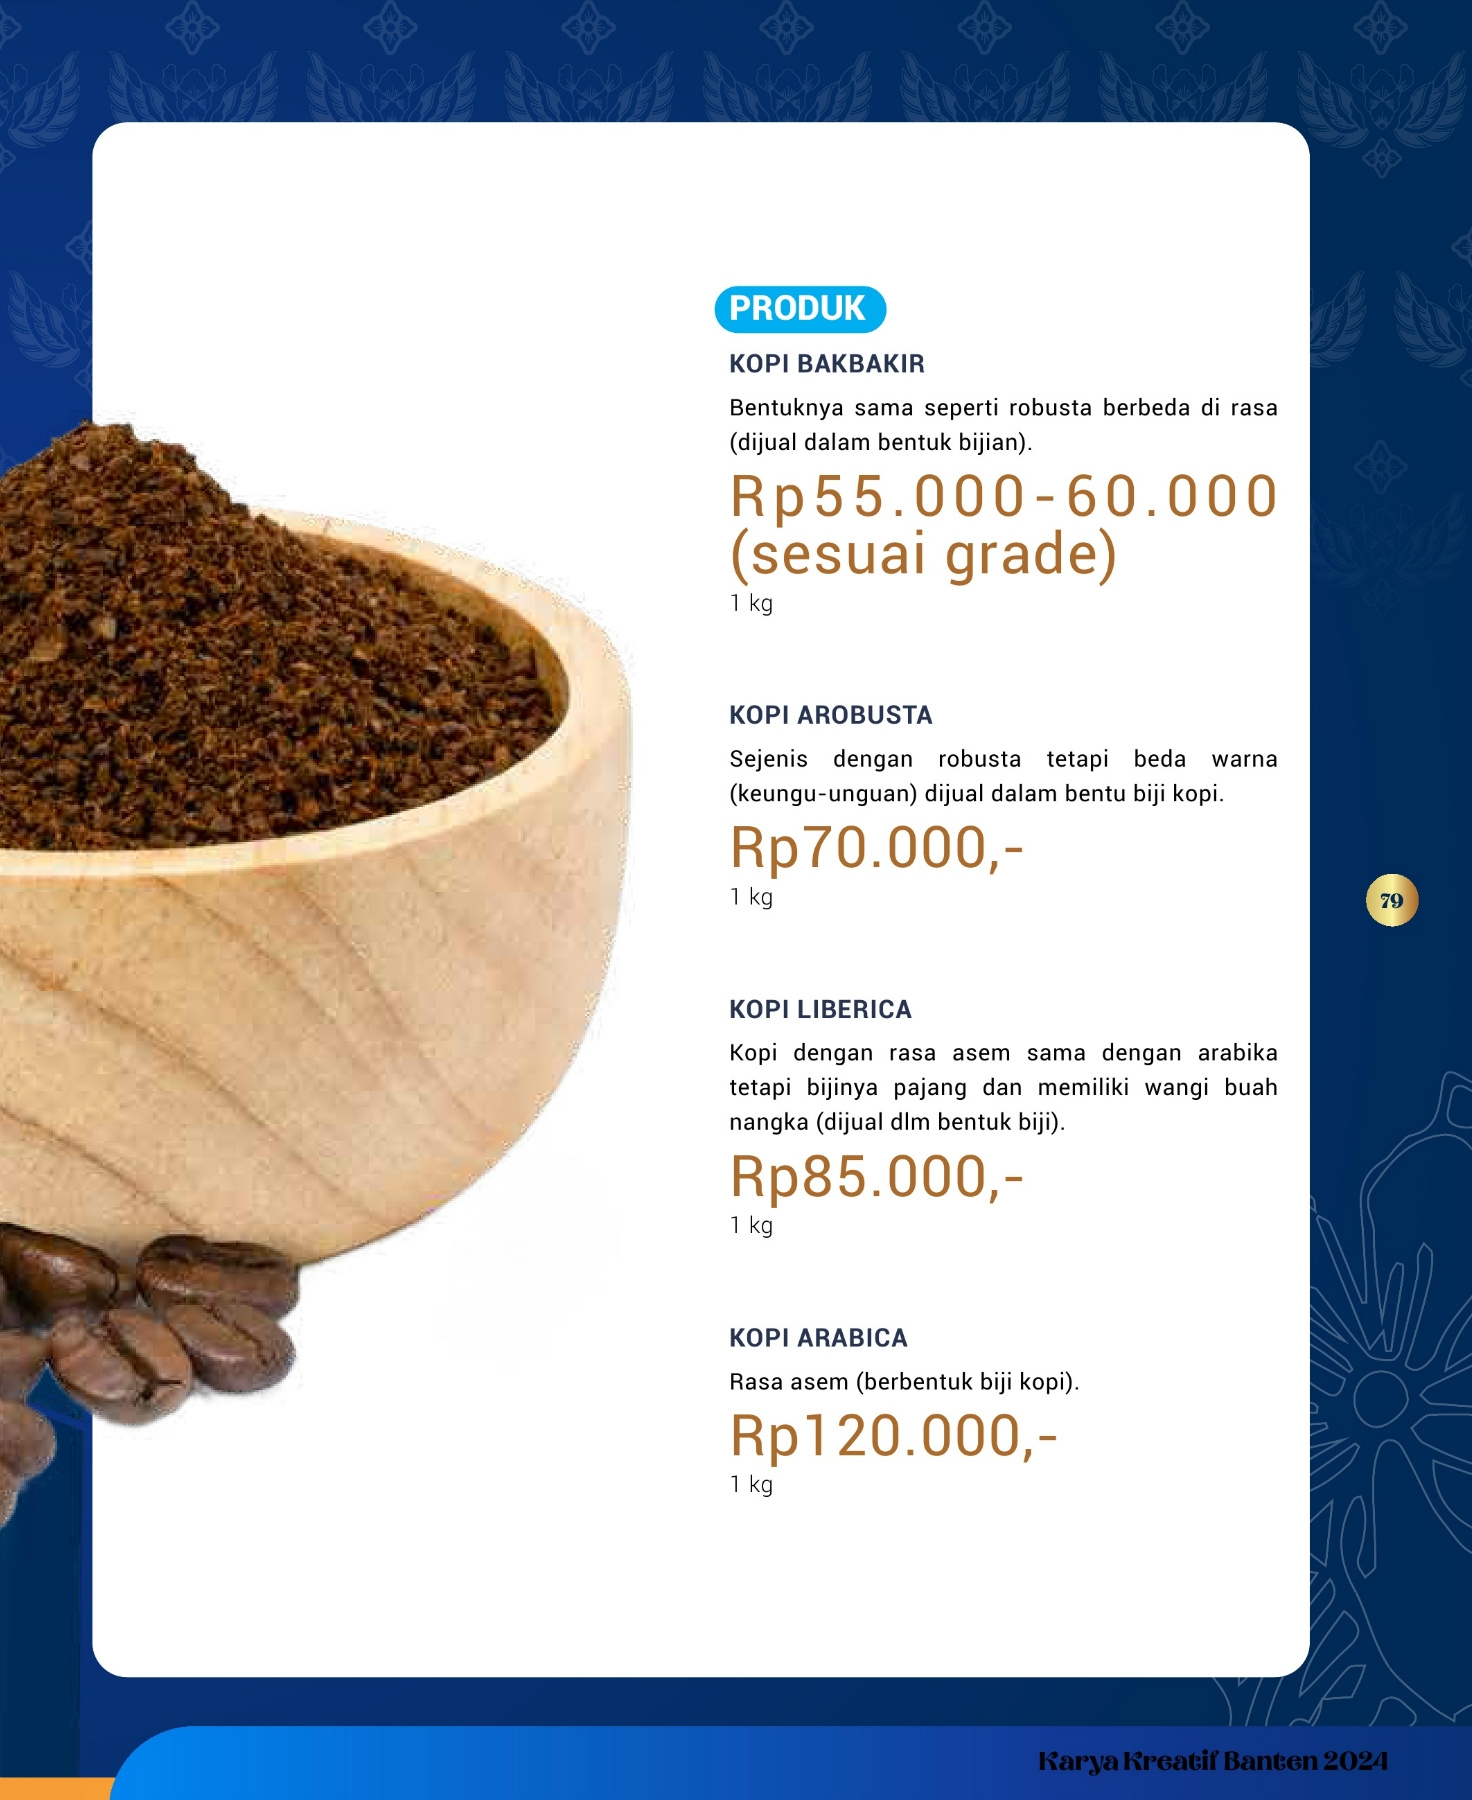 PRODUK
KOPI BAKBAKIR
Bentuknya sama seperti robusta berbeda di rasa
(dijual dalam bentuk bijian).
Rp55.000-60.000
(sesuai grade)
1 kg
KOPI AROBUSTA
Sejenis dengan robusta tetapi beda warna
(keungu-unguan) dijual dalam bentu biji kopi.
Rp70.000,-
1 kg
KOPI LIBERICA
Kopi dengan rasa asem sama dengan arabika
tetapi bijinya pajang dan memiliki wangi buah
nangka (dijual dlm bentuk biji).
Rp85.000,-
1 kg
KOPI ARABICA
Rasa asem (berbentuk biji kopi).
Rp120.000,-
1 kg
79
Karya Kreatif Banten 2024